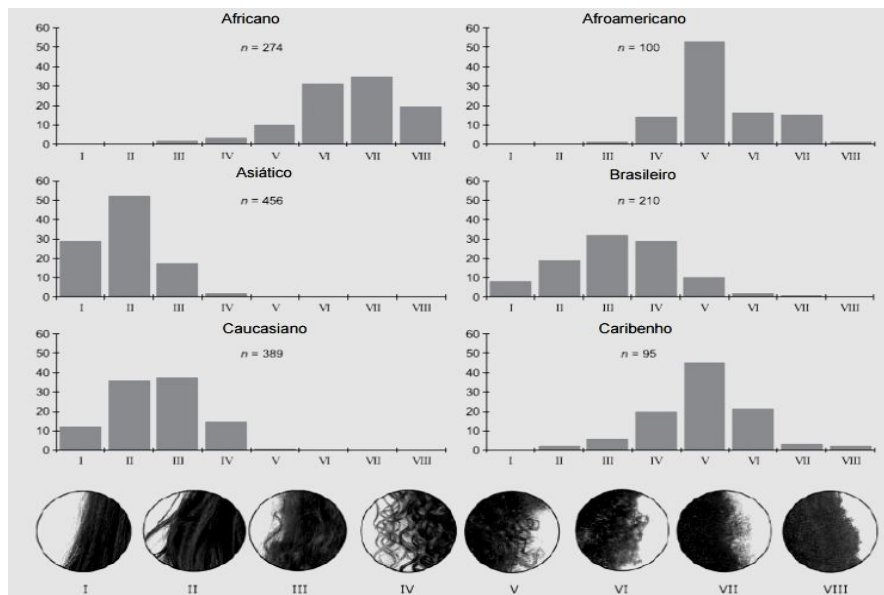 Africano Afroamericano
60 60
50 n = 274 50 n = 100
40 40
30 30
20 20
10 10
0 0
I II III IV V VI VII VIII I II III IV V VI VII VIII
Asiático Brasileiro
60 60
50 n = 456 50 n = 210
40 40
30 30
20 20
10 10
0 0
I II III IV V VI VII VIII I II III IV V VI VII VIII
Caucasiano Caribenho
60 60
50 n = 389 50 n = 95
40 40
30 30
20 20
10 10
0 0
I II III IV V VI VII VIII I II III IV V VI VII VIII
I II III IV V VI VII VIII